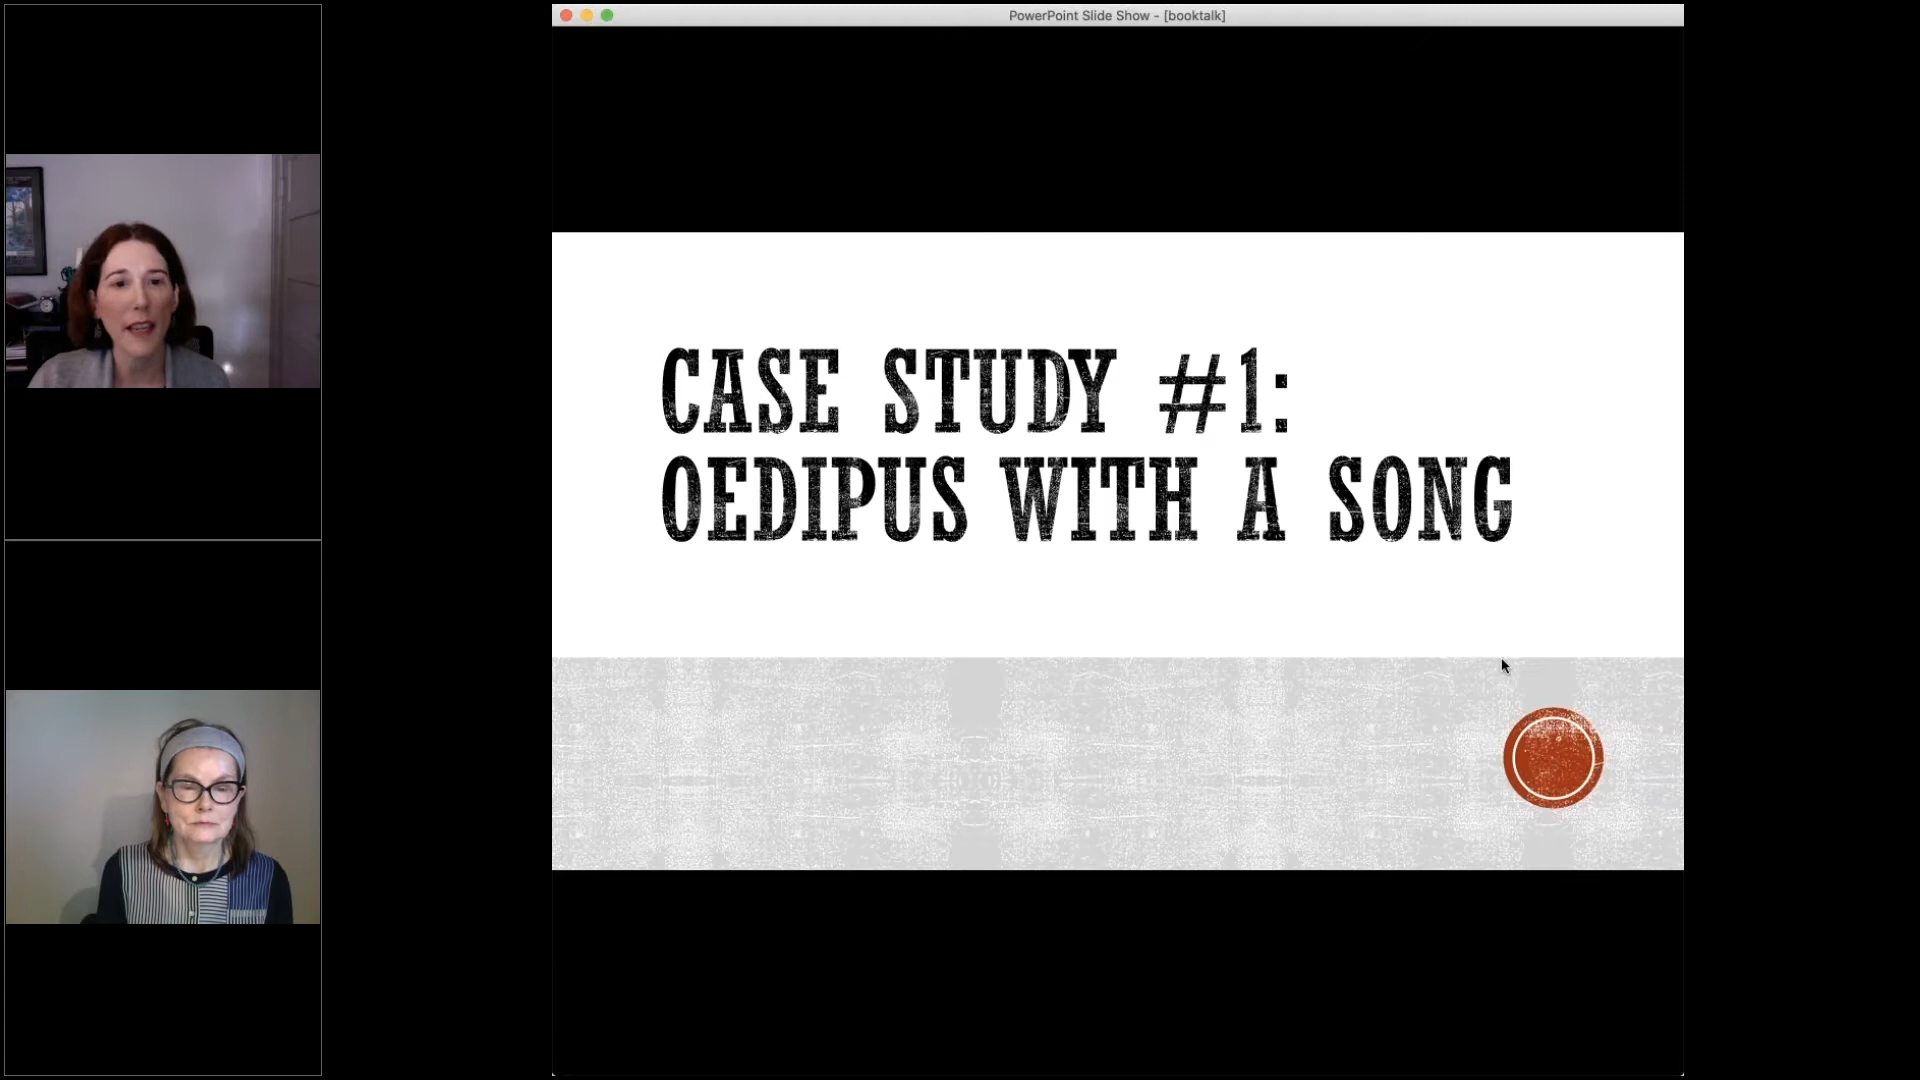 PowerPoint Slide Show - [booktalk]
CASE STUDY #1:
OEDIPUS WITH A SONG